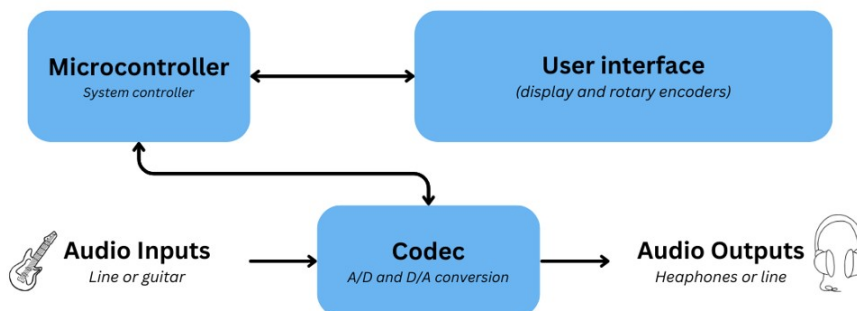 Microcontroller
System controller
User interface
(display and rotary encoders)
Audio Inputs
Line or guitar
Codec
A/D and D/A conversion
Audio Outputs
Heaphones or line